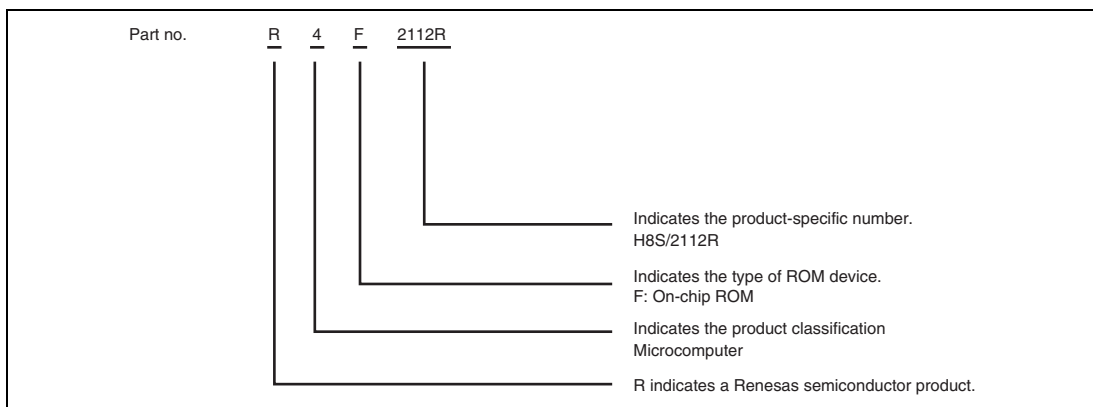 Part no. R 4 F 2112R
Indicates the product-specific number.
H8S/2112R
Indicates the type of ROM device.
F: On-chip ROM
Indicates the product classification
Microcomputer
R indicates a Renesas semiconductor product.